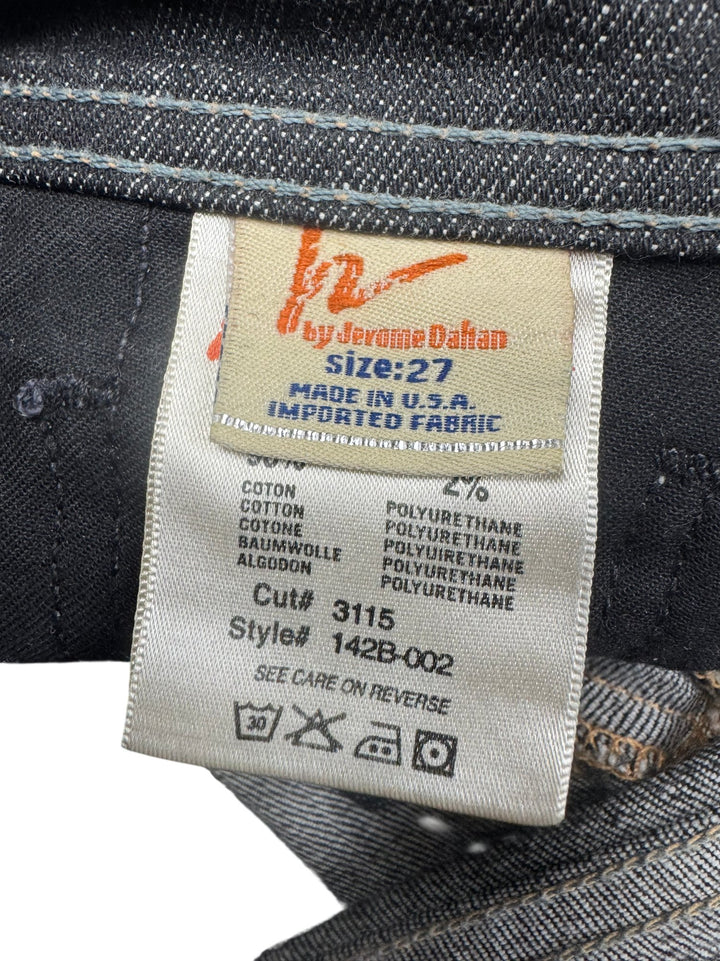 by Jerome Dahan
size:27
MADE IN U.S.A.
IMPORTED FABRIC
2%
COTON
COTTON
COTONE
BAUMWOLLE
ALGODON
POLYURETHANE
POLYURETHANE
POLYUIRETHANE
POLYURETHANE
POLYURETHANE
Cut# 3115
Style# 142B-002
SEE CARE ON REVERSE
30